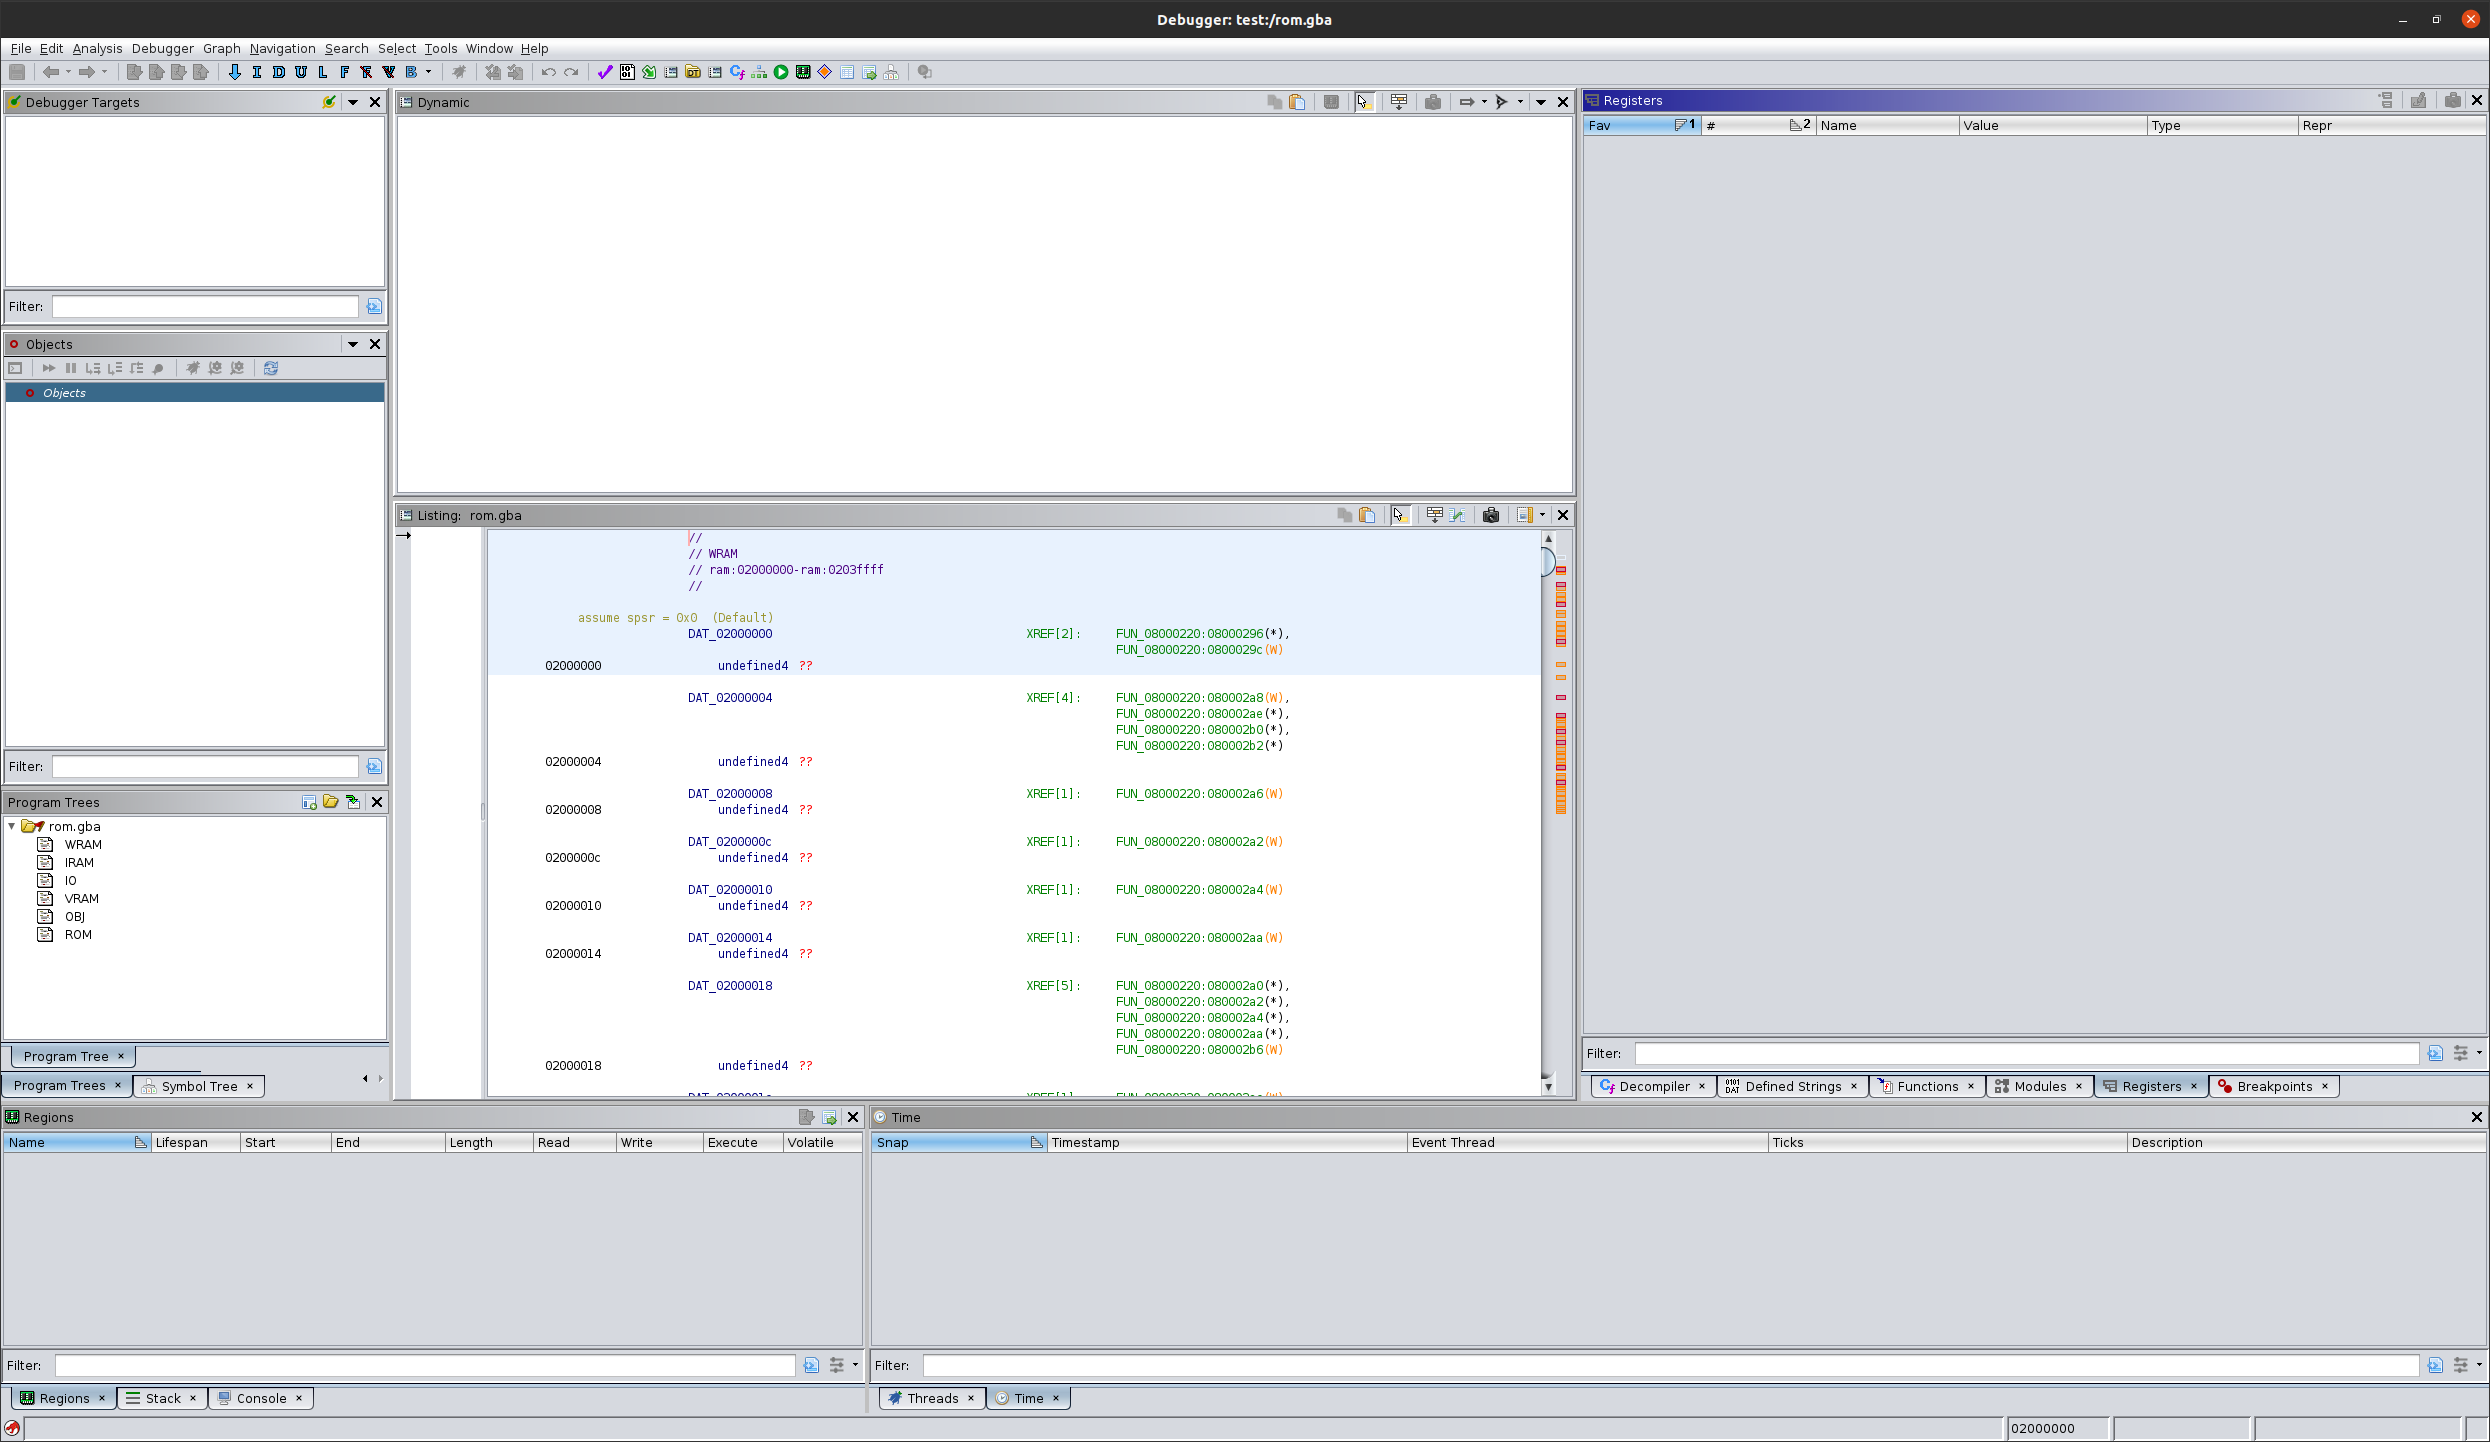 Debugger: test:/rom.gba
File Edit Analysis Debugger Graph Navigation Search Select Tools Window Help
I D U L F F V B
Debugger Targets
Filter:
Objects
Objects
Filter:
Program Trees
rom.gba
WRAM
IRAM
IO
VRAM
OBJ
ROM
Program Tree ×
Program Trees × Symbol Tree ×
Dynamic
Listing: rom.gba
//
// WRAM
// ram:02000000-ram:0203ffff
//
assume spsr = 0x0 (Default)
DAT_02000000 XREF[2]: FUN_08000220:08000296(*),
FUN_08000220:0800029c(W)
02000000 undefined4 ??
DAT_02000004 XREF[4]: FUN_08000220:080002a8(W),
FUN_08000220:080002ae(*),
FUN_08000220:080002b0(*),
FUN_08000220:080002b2(*)
02000004 undefined4 ??
DAT_02000008 XREF[1]: FUN_08000220:080002a6(W)
02000008 undefined4 ??
DAT_0200000c XREF[1]: FUN_08000220:080002a2(W)
0200000c undefined4 ??
DAT_02000010 XREF[1]: FUN_08000220:080002a4(W)
02000010 undefined4 ??
DAT_02000014 XREF[1]: FUN_08000220:080002aa(W)
02000014 undefined4 ??
DAT_02000018 XREF[5]: FUN_08000220:080002a0(*),
FUN_08000220:080002a2(*),
FUN_08000220:080002a4(*),
FUN_08000220:080002aa(*),
FUN_08000220:080002b6(W)
02000018 undefined4 ??
Registers
Fav 1 # 2 Name Value Type Repr
Filter:
Decompiler × Defined Strings × Functions × Modules × Registers × Breakpoints ×
Regions
Name Lifespan Start End Length Read Write Execute Volatile
Filter:
Regions × Stack × Console ×
Time
Snap Timestamp Event Thread Ticks Description
Filter:
Threads × Time ×
02000000